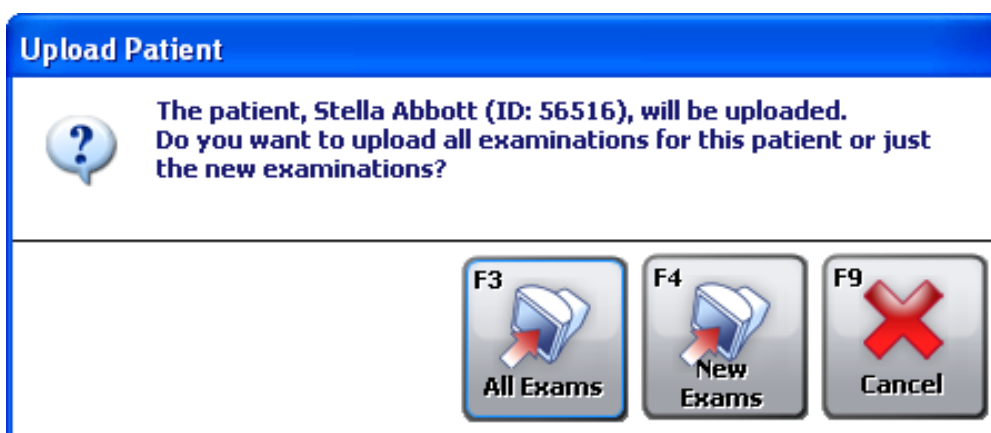 Upload Patient
The patient, Stella Abbott (ID: 56516), will be uploaded.
Do you want to upload all examinations for this patient or just
the new examinations?
F3
All Exams
F4
New
Exams
F9
Cancel